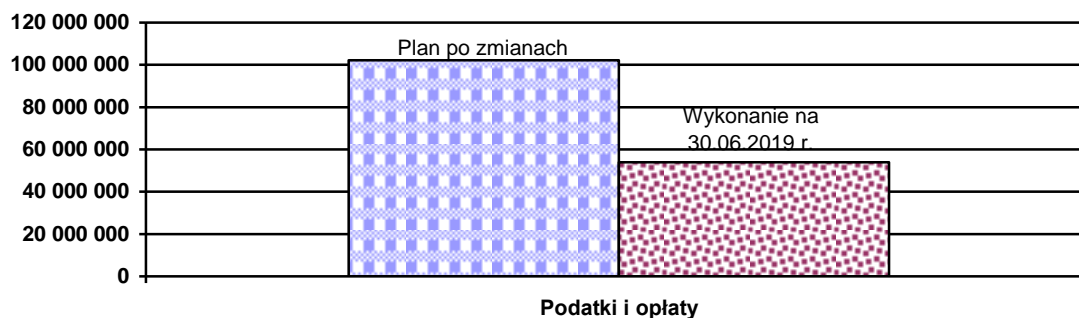 120 000 000
100 000 000
80 000 000
60 000 000
40 000 000
20 000 000
0
Plan po zmianach
Wykonanie na
30.06.2019 r.
Podatki i opłaty